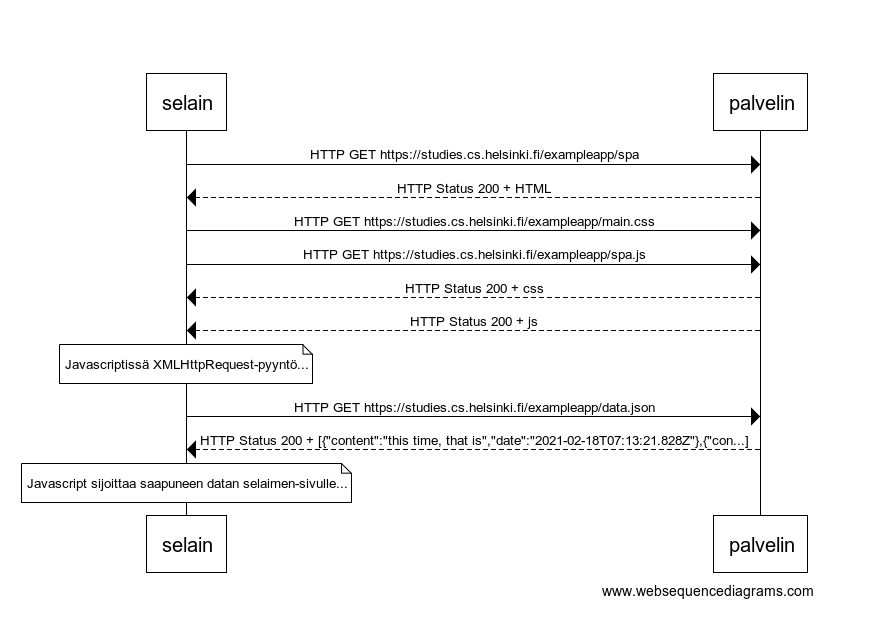 selain
palvelin
HTTP GET https://studies.cs.helsinki.fi/exampleapp/spa
HTTP Status 200 + HTML
HTTP GET https://studies.cs.helsinki.fi/exampleapp/main.css
HTTP GET https://studies.cs.helsinki.fi/exampleapp/spa.js
HTTP Status 200 + css
HTTP Status 200 + js
Javascriptissä XMLHttpRequest-pyyntö...
HTTP GET https://studies.cs.helsinki.fi/exampleapp/data.json
HTTP Status 200 + [{"content":"this time, that is","date":"2021-02-18T07:13:21.828Z"},{"con...]
Javascript sijoittaa saapuneen datan selaimen-sivulle...
selain
palvelin
www.websequencediagrams.com